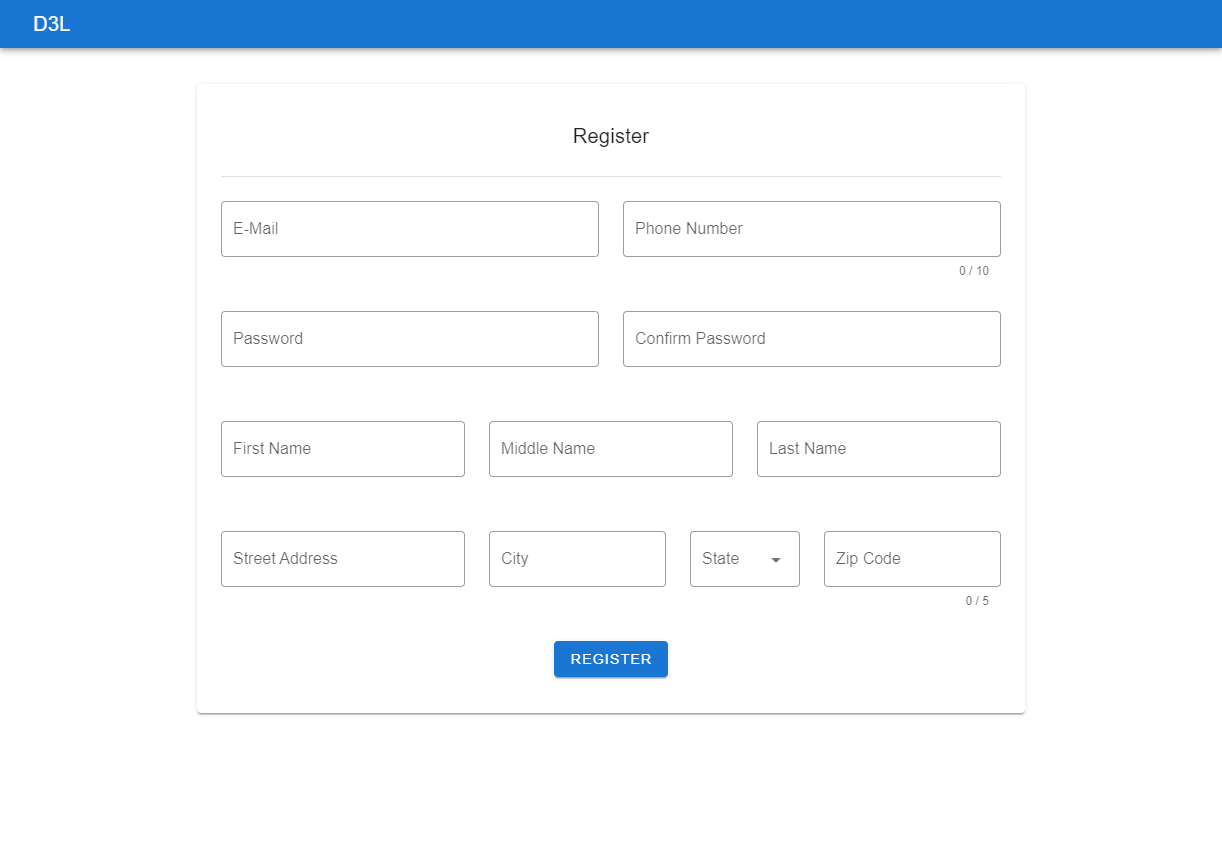 D3L
Register
E-Mail
Phone Number
0 / 10
Password
Confirm Password
First Name
Middle Name
Last Name
Street Address
City
State
Zip Code
0 / 5
REGISTER